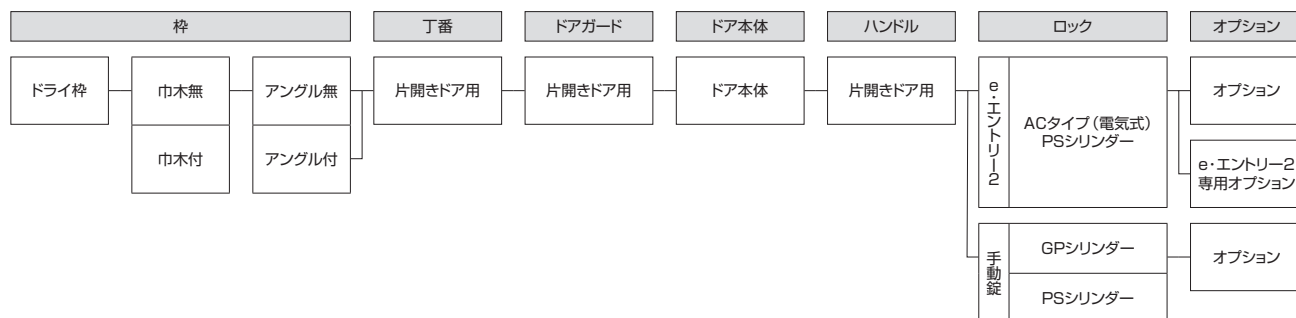 枠
丁番
ドアガード
ドア本体
ハンドル
ロック
オプション
ドライ枠
巾木無
巾木付
アングル無
アングル付
片開きドア用
片開きドア用
ドア本体
片開きドア用
e・エントリー2
ACタイプ(電気式)
PSシリンダー
オプション
e・エントリー2
専用オプション
手動錠
GPシリンダー
PSシリンダー
オプション